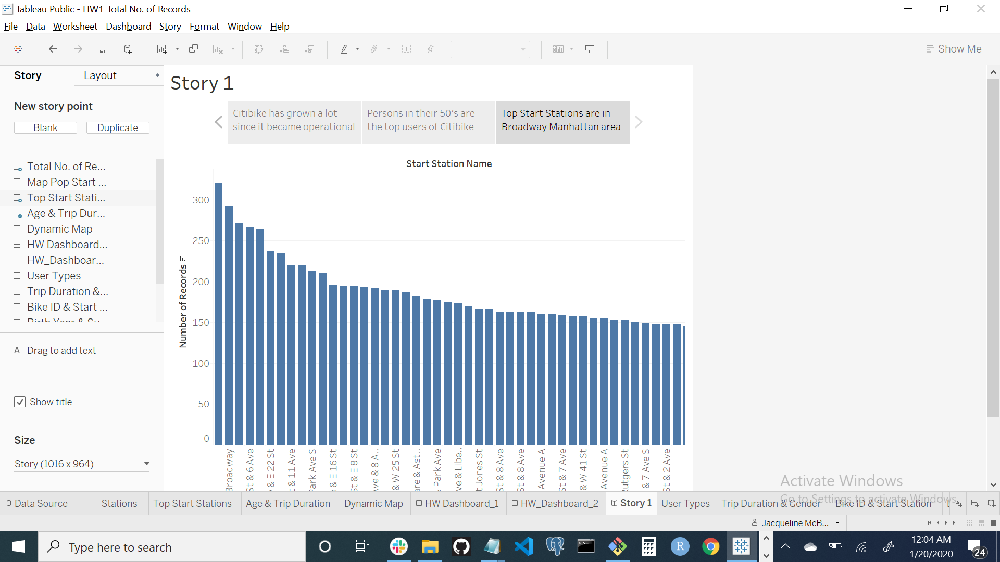 Tableau Public - HW1_Total No. of Records
File Data Worksheet Dashboard Story Format Window Help
Show Me
Story Layout
New story point
Blank Duplicate
Total No. of Re...
Map Pop Start ...
Top Start Stati...
Age & Trip Dur...
Dynamic Map
HW Dashboard...
HW_Dashboar...
User Types
Trip Duration &...
Bike ID & Start ...
A Drag to add text
Show title
Size
Story (1016 x 964)
Story 1
Citibike has grown a lot
since it became operational
Persons in their 50's are
the top users of Citibike
Top Start Stations are in
Broadway Manhattan area
Start Station Name
Number of Records
300
250
200
150
100
50
0
Broadway
St & 6 Ave
& E 22 St
& 11 Ave
Park Ave S
& E 16 St
St & E 8 St
Ave & 8 A..
& W 25 St
are & Ast..
& Park Ave
ve & Libe..
t Jones St
St & 8 Ave
St & 8 Ave
Avenue A
St & 7 Ave
& W 41 St
Avenue A
Rutgers St
& 7 Ave S
St & 2 Ave
Activate Windows
Go to Settings to activate Windows.
Data Source Stations Top Start Stations Age & Trip Duration Dynamic Map HW Dashboard_1 HW_Dashboard_2 Story 1 User Types Trip Duration & Gender Bike ID & Start Station
Jacqueline McB...
Type here to search
R
12:04 AM
1/20/2020
24